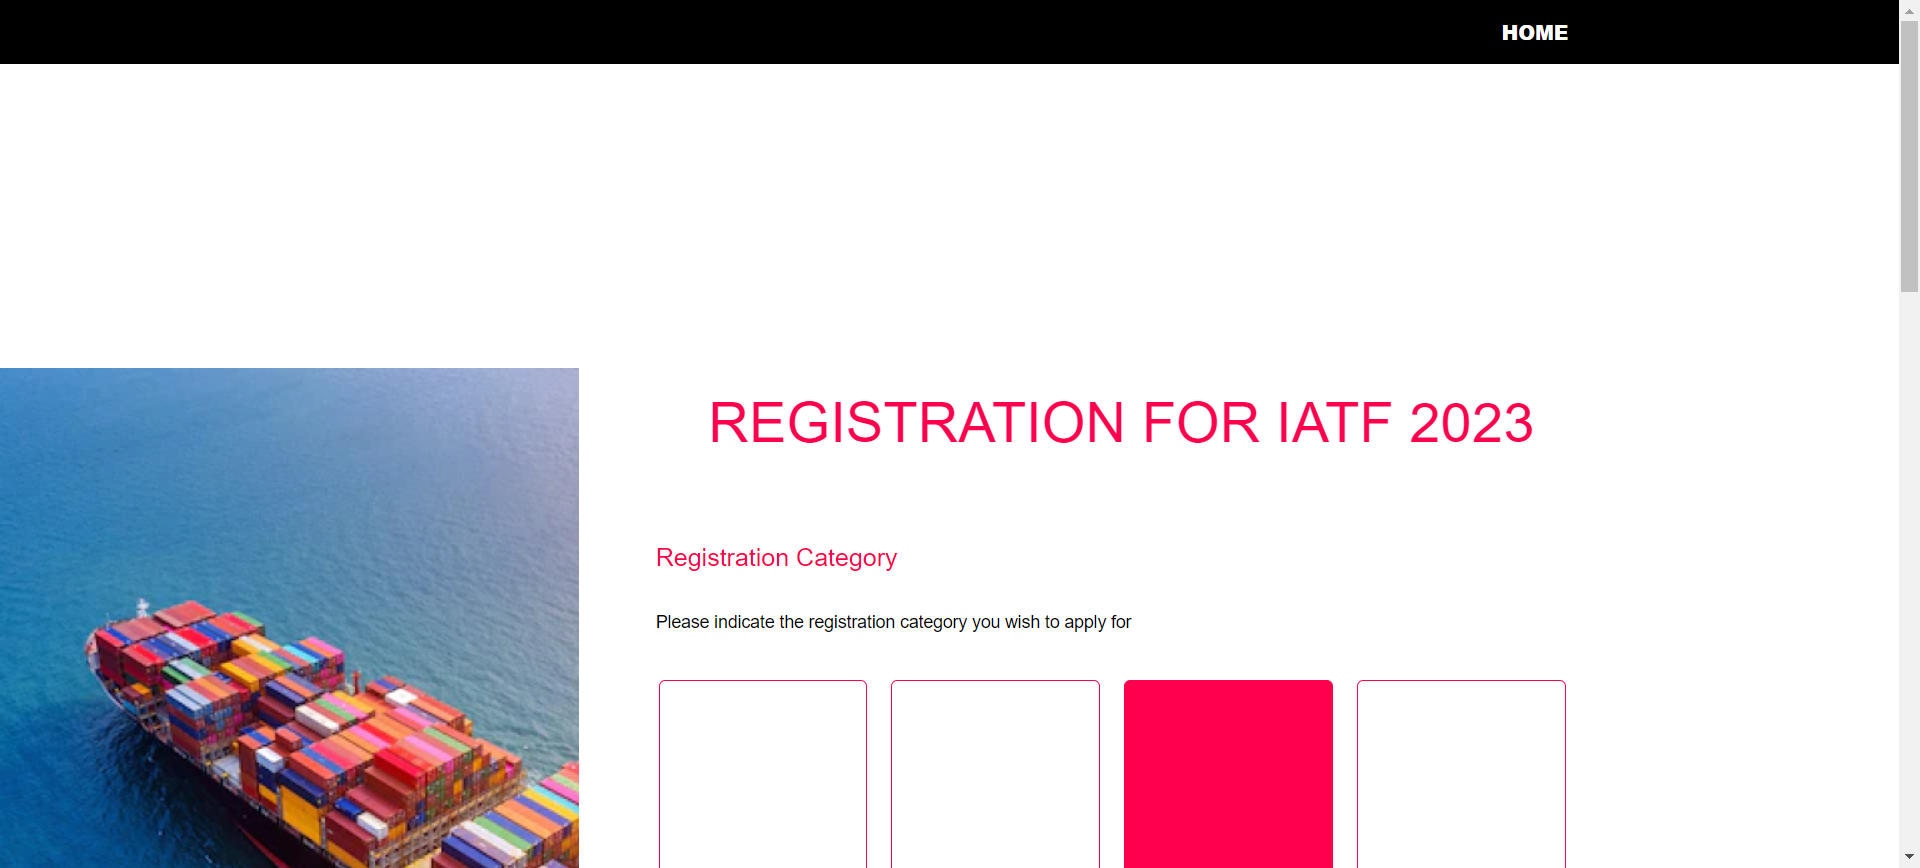 HOME
REGISTRATION FOR IATF 2023
Registration Category
Please indicate the registration category you wish to apply for